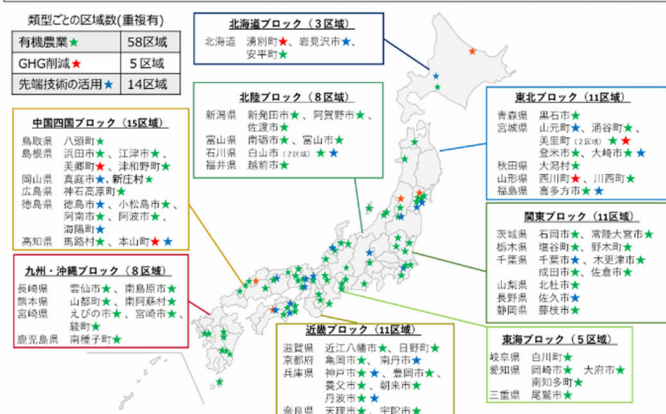 類型ごとの区域数(重複有)
有機農業★ 58区域
GHG削減★ 5区域
先端技術の活用★ 14区域
北海道ブロック（３区域）
北海道 湧別町★、岩見沢市★、
安平町★
北陸ブロック（８区域）
新潟県 新発田市★、阿賀野市★、
佐渡市★
富山県 南砺市★、富山市★
石川県 白山市（2区域）★★
福井県 越前市★
東北ブロック（11区域）
青森県 黒石市★
宮城県 山元町★、涌谷町★、
美里町（2区域）★★
登米市★、大崎市★★
秋田県 大潟村★
山形県 西川町★、川西町★
福島県 喜多方市★★
中国四国ブロック（15区域）
鳥取県 八頭町★
島根県 浜田市★、江津市★、
美郷町★、津和野町★
岡山県 真庭市★、新庄村★
広島県 神石高原町★
徳島県 徳島市★、小松島市★、
阿南市★、阿波市★、
海陽町★
高知県 馬路村★、本山町★★
関東ブロック（11区域）
茨城県 石岡市★、常陸大宮市★
栃木県 塩谷町★、野木町★
千葉県 千葉市★、木更津市★
成田市★、佐倉市★
山梨県 北杜市★
長野県 佐久市★
静岡県 藤枝市★
九州・沖縄ブロック（８区域）
長崎県 雲仙市★、南島原市★
熊本県 山都町★、南阿蘇村★
宮崎県 えびの市★、宮崎市★、
綾町★
鹿児島県 南種子町★
近畿ブロック（11区域）
滋賀県 近江八幡市★、日野町★
京都府 亀岡市★、南丹市★
兵庫県 神戸市★★、豊岡市★、
養父市★、朝来市★
丹波市★★
奈良県 天理市★、宇陀市★
東海ブロック（５区域）
岐阜県 白川町★
愛知県 岡崎市★ 大府市★
南知多町★
三重県 尾鷲市★